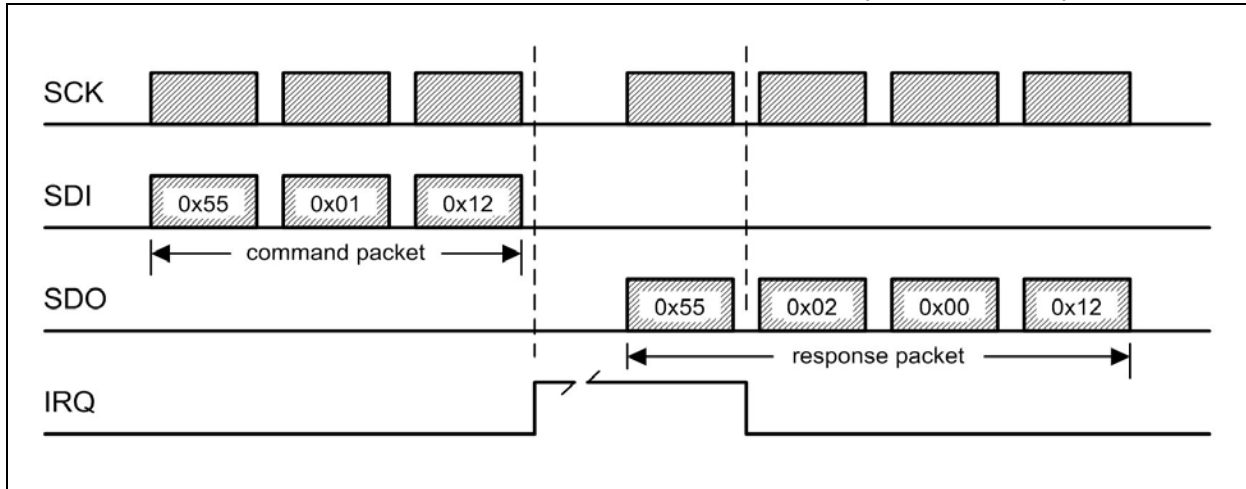 SCK
SDI
0x55 0x01 0x12
command packet
SDO
0x55 0x02 0x00 0x12
response packet
IRQ